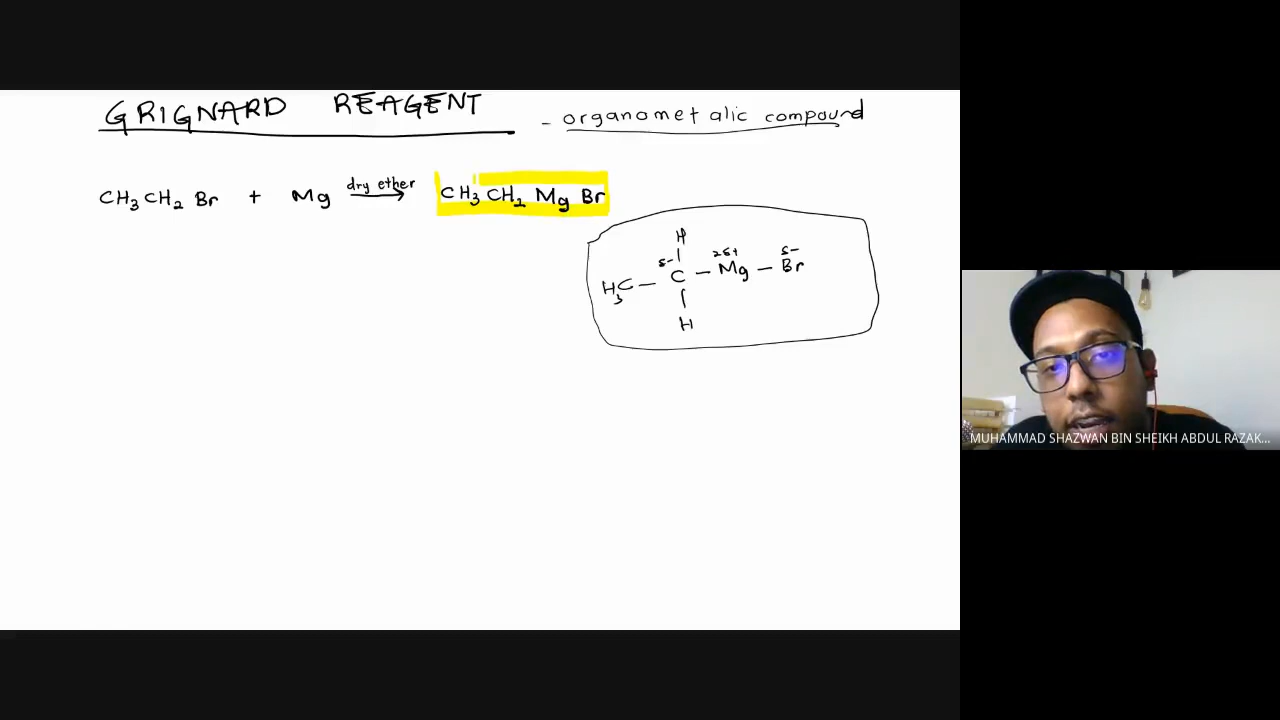 GRIGNARD REAGENT
- organometalic compound
CH3CH2Br + Mg dry ether → CH3CH2MgBr
H
δ- 2δ+ δ-
H3C — C — Mg — Br
H
MUHAMMAD SHAZWAN BIN SHEIKH ABDUL RAZAK...